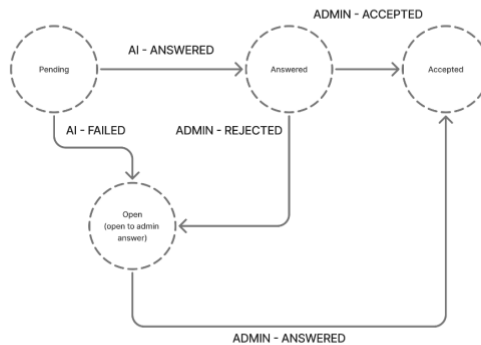 ADMIN - ACCEPTED
AI - ANSWERED
Pending
Answered
Accepted
AI - FAILED
ADMIN - REJECTED
Open
(open to admin
answer)
ADMIN - ANSWERED